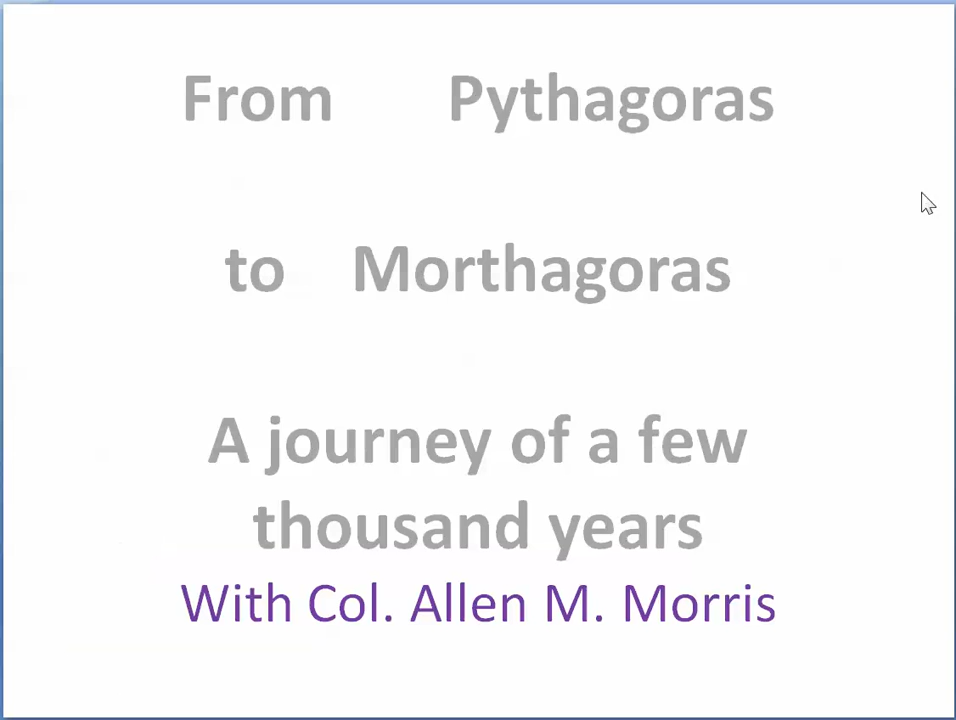 From Pythagoras
to Morthagoras
A journey of a few
thousand years
With Col. Allen M. Morris